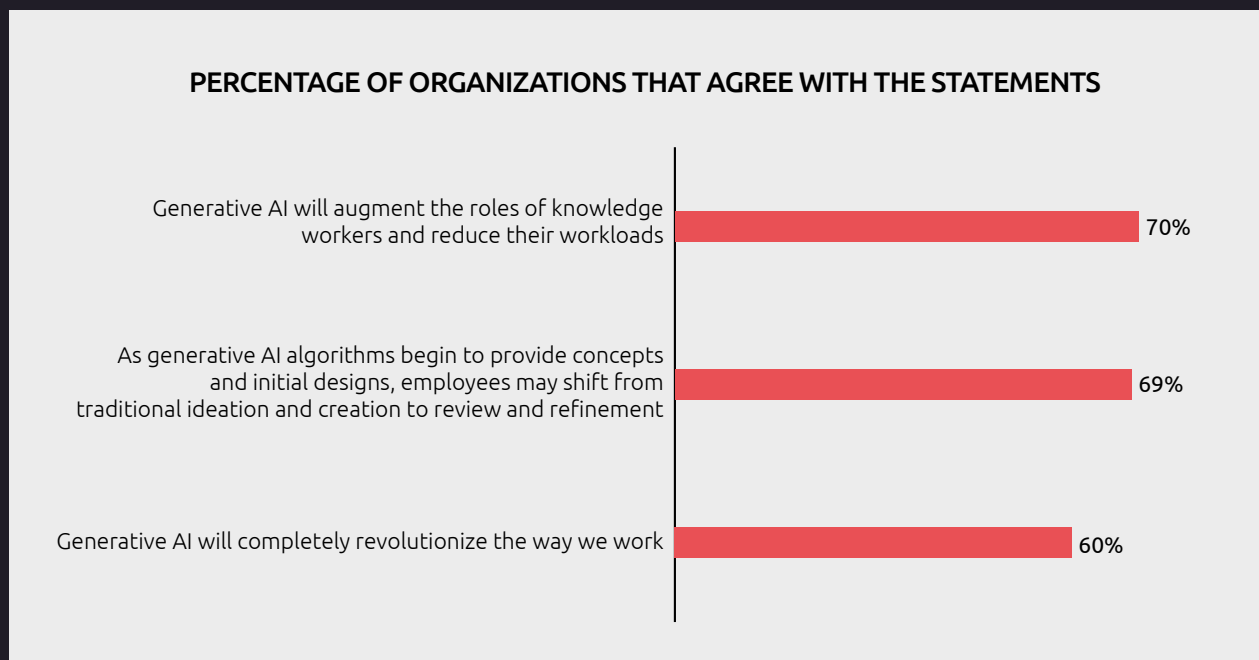 PERCENTAGE OF ORGANIZATIONS THAT AGREE WITH THE STATEMENTS
Generative AI will augment the roles of knowledge
workers and reduce their workloads
70%
As generative AI algorithms begin to provide concepts
and initial designs, employees may shift from
traditional ideation and creation to review and refinement
69%
Generative AI will completely revolutionize the way we work
60%